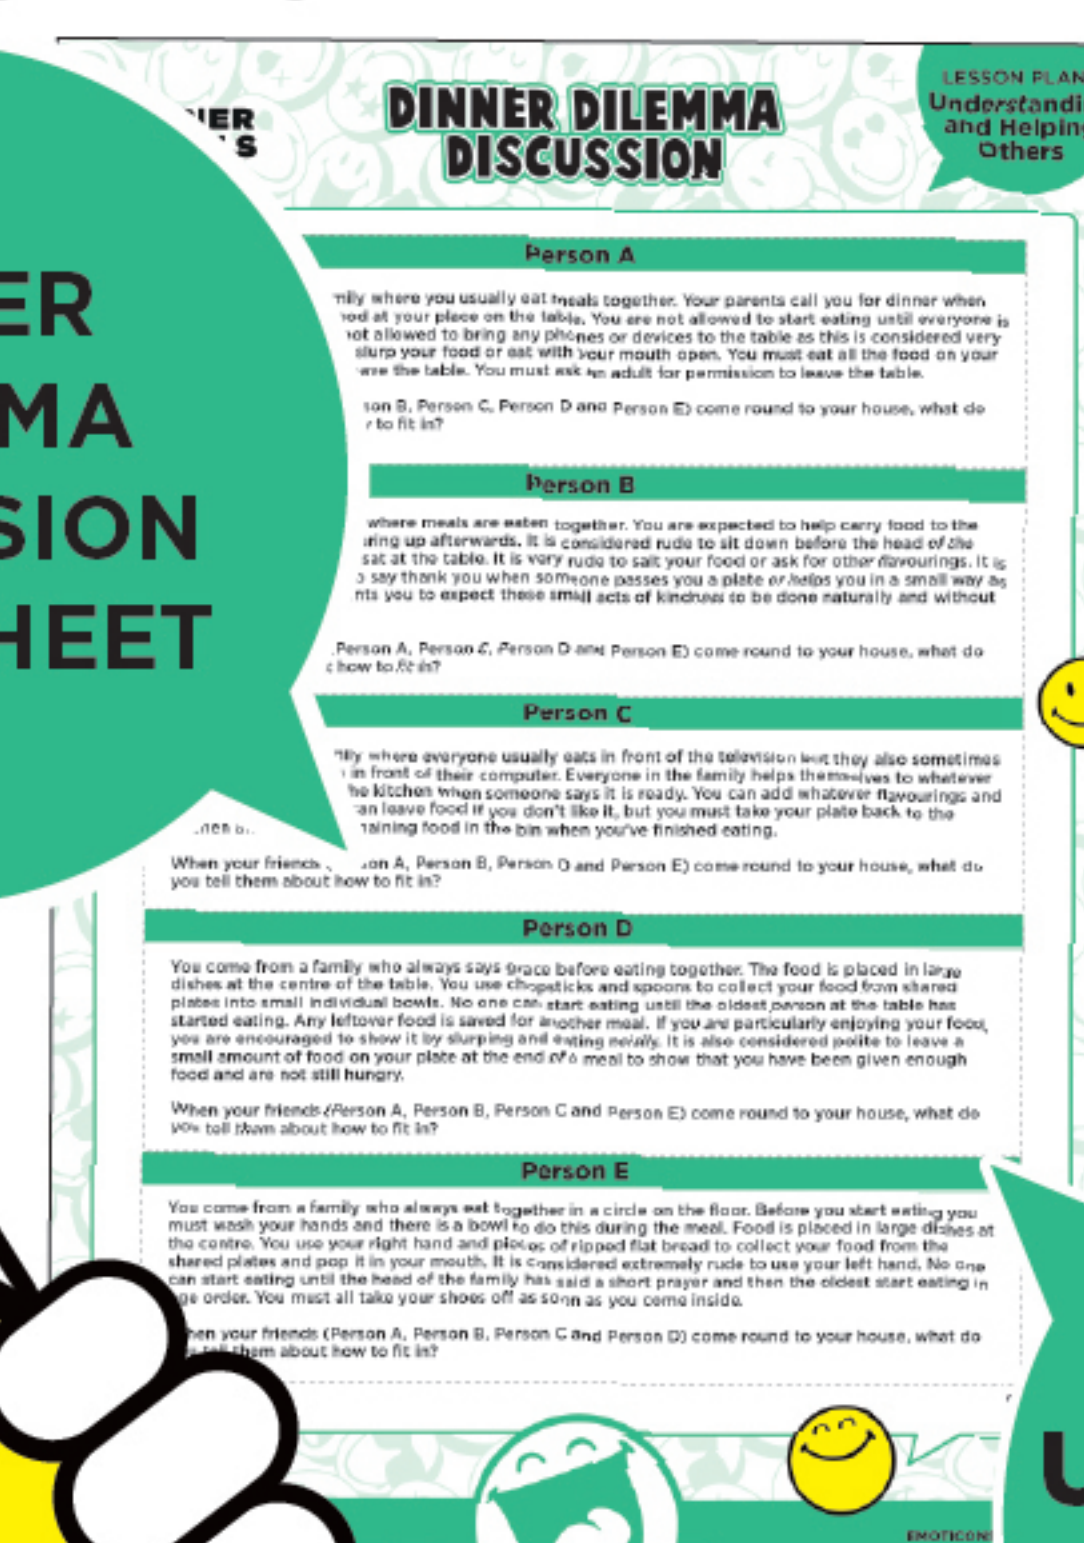 DINNER DILEMMA
DISCUSSION
LESSON PLAN
and
Others
ER
MA
SION
HEET
Person A
where you usually eat meals together. Your parents call you for dinner when
at your place on the table. You are not allowed to start eating until everyone is
allowed to bring any phones or devices to the table as this is considered very
slurp your food or eat with your mouth open. You must eat all the food on your
the table. You must ask an adult for permission to leave the table.
B, Person C, Person D and Person E) come round to your house, what do
to fit in?
Person B
where meals are eaten together. You are expected to help carry food to the
up afterwards. It is considered rude to sit down before the head of the
sat at the table. It is very rude to salt your food or ask for other flavourings. It is
say thank you when someone passes you a plate or helps you in a small way as
you to expect these small acts of kindness to be done naturally and without
Person A, Person C, Person D and Person E) come round to your house, what do
how to fit in?
Person C
where everyone usually eats in front of the television but they also sometimes
in front of their computer. Everyone in the family helps themselves to whatever
kitchen when someone says it is ready. You can add whatever flavourings and
leave food if you don't like it, but you must take your plate back to the
food in the bin when you've finished eating.
When your friends A, Person B, Person D and Person E) come round to your house, what do
you tell them about how to fit in?
Person D
You come from a family who always says grace before eating together. The food is placed in large
dishes at the centre of the table. You use chopsticks and spoons to collect your food from shared
plates into small individual bowls. No one can start eating until the oldest person at the table has
started eating. Any leftover food is saved for another meal. If you are particularly enjoying your food,
you are encouraged to show it by slurping and eating noisily. It is also considered polite to leave a
small amount of food on your plate at the end of a meal to show that you have been given enough
food and are not still hungry.
When your friends (Person A, Person B, Person C and Person E) come round to your house, what do
you tell them about how to fit in?
Person E
You come from a family who always eat together in a circle on the floor. Before you start eating you
must wash your hands and there is a bowl to do this during the meal. Food is placed in large dishes at
the centre. You use your right hand and pieces of ripped flat bread to collect your food from the
shared plates and pop it in your mouth. It is considered extremely rude to use your left hand. No one
can start eating until the head of the family has said a short prayer and then the oldest start eating in
order. You must all take your shoes off as soon as you come inside.
your friends (Person A, Person B, Person C and Person D) come round to your house, what do
them about how to fit in?